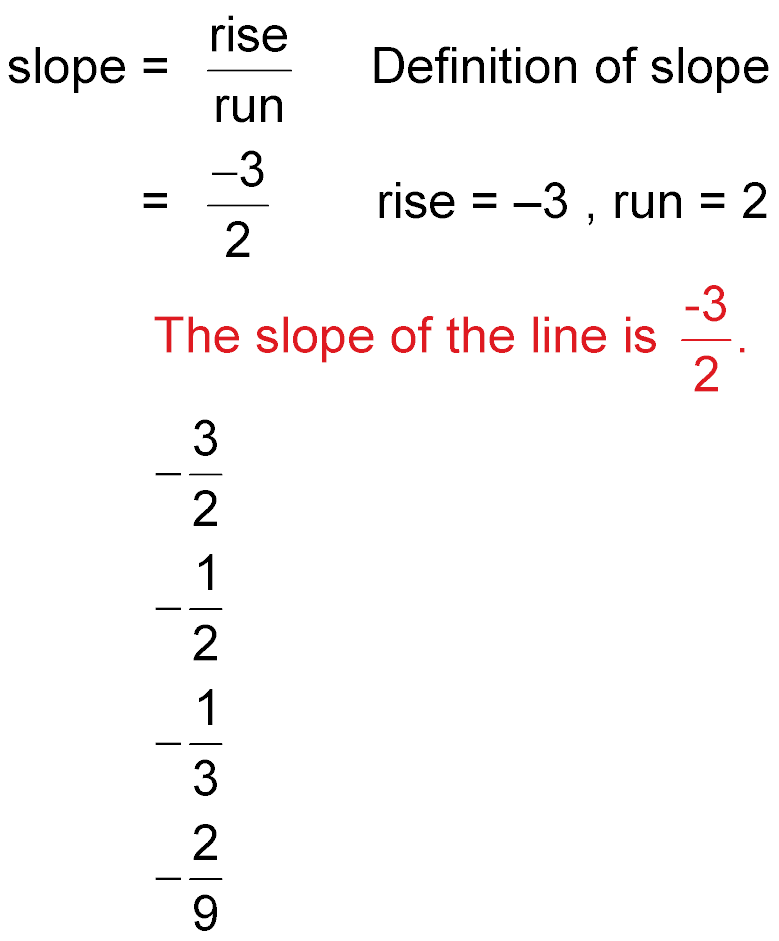 slope = rise/run Definition of slope
= –3/2 rise = –3 , run = 2
The slope of the line is -3/2.
–3/2
–1/2
–1/3
–2/9